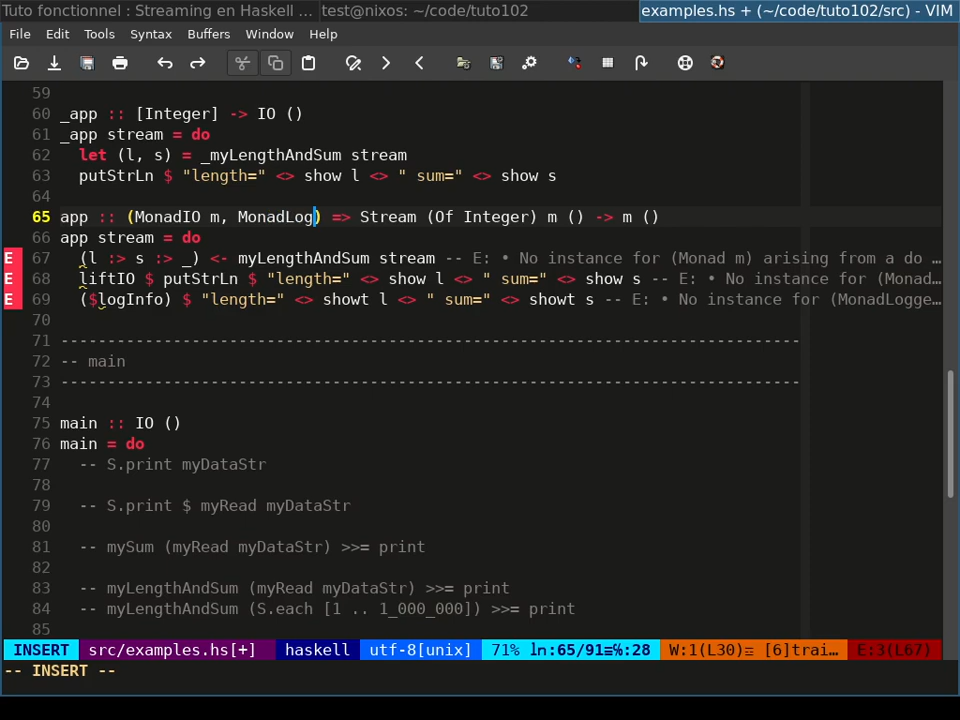 Tuto fonctionnel : Streaming en Haskell ... test@nixos: ~/code/tuto102 examples.hs + (~/code/tuto102/src) - VIM
File Edit Tools Syntax Buffers Window Help
59
60 _app :: [Integer] -> IO ()
61 _app stream = do
62   let (l, s) = _myLengthAndSum stream
63   putStrLn $ "length=" <> show l <> " sum=" <> show s
64
65 app :: (MonadIO m, MonadLog) => Stream (Of Integer) m () -> m ()
66 app stream = do
E 67   (l :> s :> _) <- myLengthAndSum stream -- E: • No instance for (Monad m) arising from a do …
E 68   liftIO $ putStrLn $ "length=" <> show l <> " sum=" <> show s -- E: • No instance for (Monad…
E 69   ($logInfo) $ "length=" <> showt l <> " sum=" <> showt s -- E: • No instance for (MonadLogge…
70
71 -------------------------------------------------------------------------------
72 -- main
73 -------------------------------------------------------------------------------
74
75 main :: IO ()
76 main = do
77   -- S.print myDataStr
78
79   -- S.print $ myRead myDataStr
80
81   -- mySum (myRead myDataStr) >>= print
82
83   -- myLengthAndSum (myRead myDataStr) >>= print
84   -- myLengthAndSum (S.each [1 .. 1_000_000]) >>= print
85
INSERT src/examples.hs[+] haskell utf-8[unix] 71% ln:65/91≡℅:28 W:1(L30)≡ [6]trai… E:3(L67)
-- INSERT --